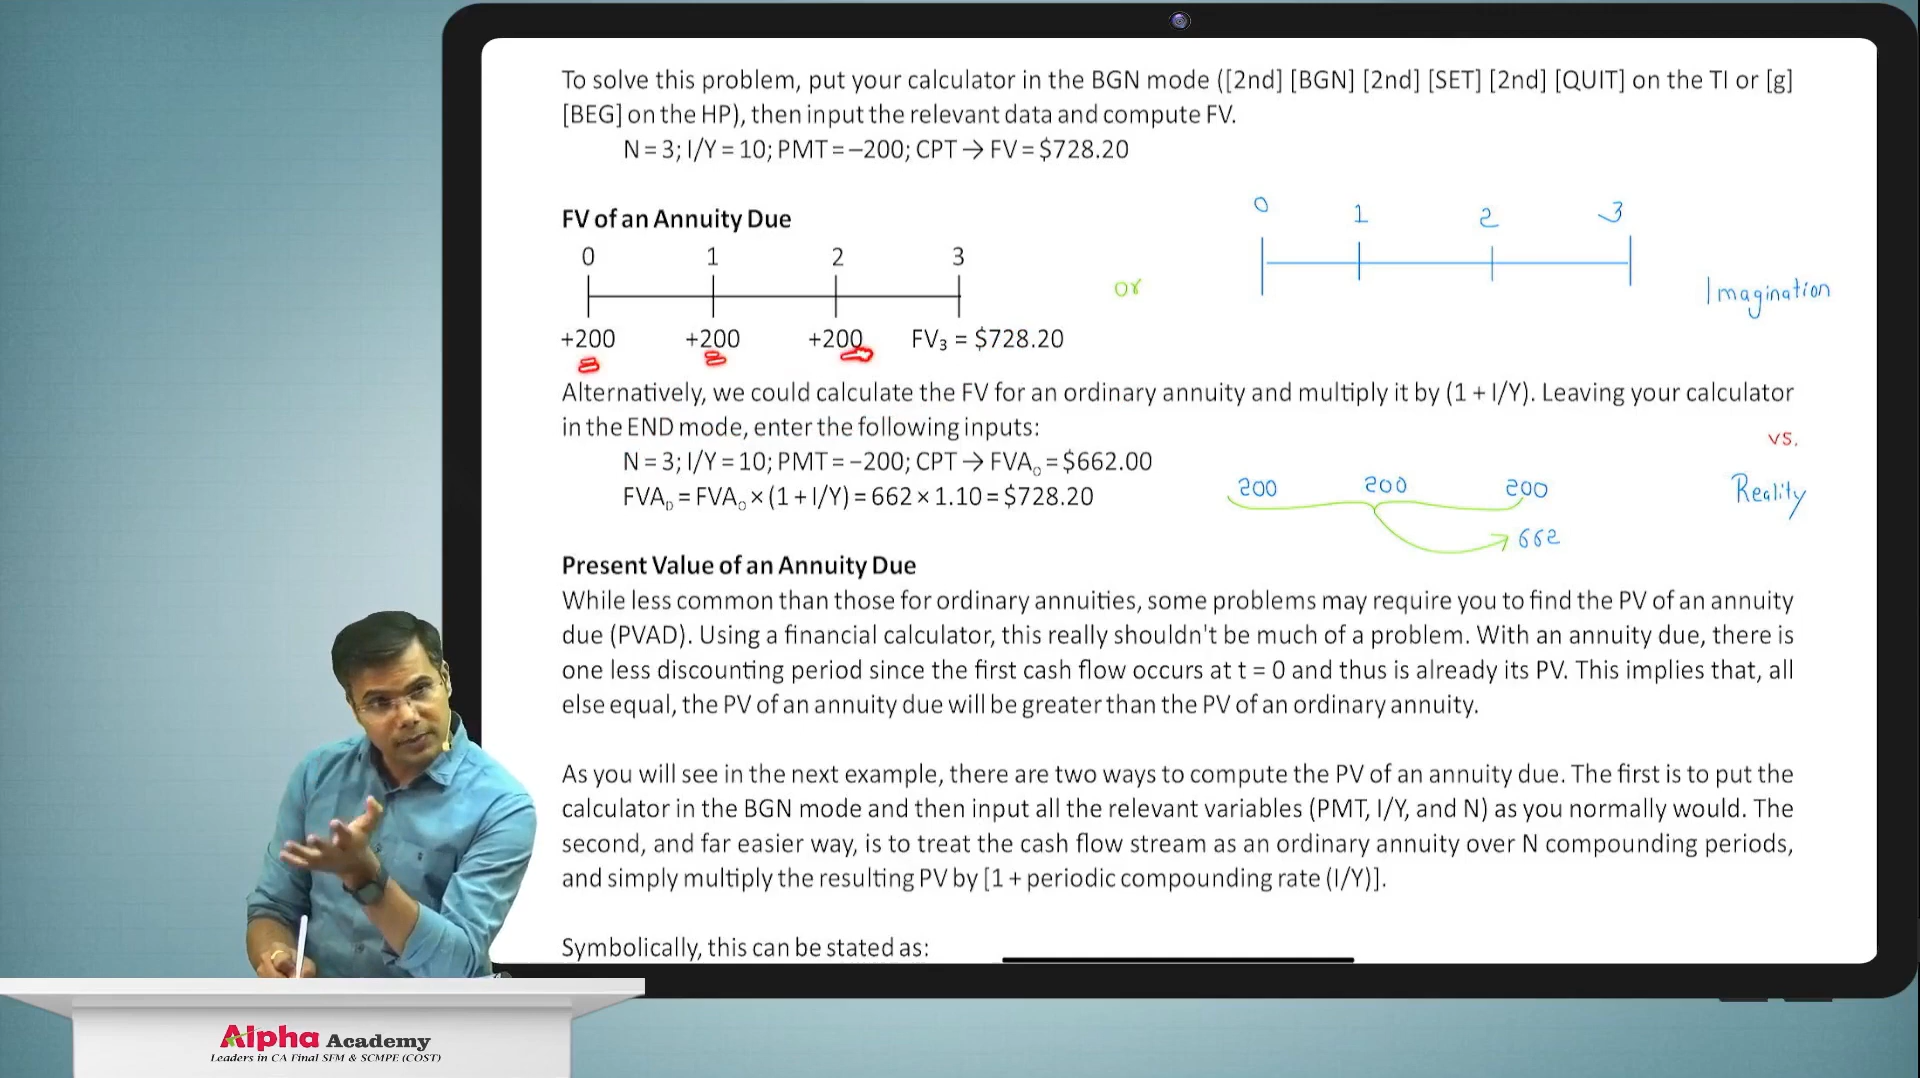 To solve this problem, put your calculator in the BGN mode ([2nd] [BGN] [2nd] [SET] [2nd] [QUIT] on the TI or [g]
[BEG] on the HP), then input the relevant data and compute FV.
N = 3; I/Y = 10; PMT = –200; CPT → FV = $728.20
FV of an Annuity Due
0 1 2 3
+200 +200 +200 FV₃ = $728.20
or
0 1 2 3
Imagination
Alternatively, we could calculate the FV for an ordinary annuity and multiply it by (1 + I/Y). Leaving your calculator
in the END mode, enter the following inputs:
vs.
N = 3; I/Y = 10; PMT = –200; CPT → FVAₒ = $662.00
FVA_D = FVAₒ × (1 + I/Y) = 662 × 1.10 = $728.20
200 200 200
Reality
662
Present Value of an Annuity Due
While less common than those for ordinary annuities, some problems may require you to find the PV of an annuity
due (PVAD). Using a financial calculator, this really shouldn't be much of a problem. With an annuity due, there is
one less discounting period since the first cash flow occurs at t = 0 and thus is already its PV. This implies that, all
else equal, the PV of an annuity due will be greater than the PV of an ordinary annuity.
As you will see in the next example, there are two ways to compute the PV of an annuity due. The first is to put the
calculator in the BGN mode and then input all the relevant variables (PMT, I/Y, and N) as you normally would. The
second, and far easier way, is to treat the cash flow stream as an ordinary annuity over N compounding periods,
and simply multiply the resulting PV by [1 + periodic compounding rate (I/Y)].
Symbolically, this can be stated as:
Alpha Academy
Leaders in CA Final SFM & SCMPE (COST)